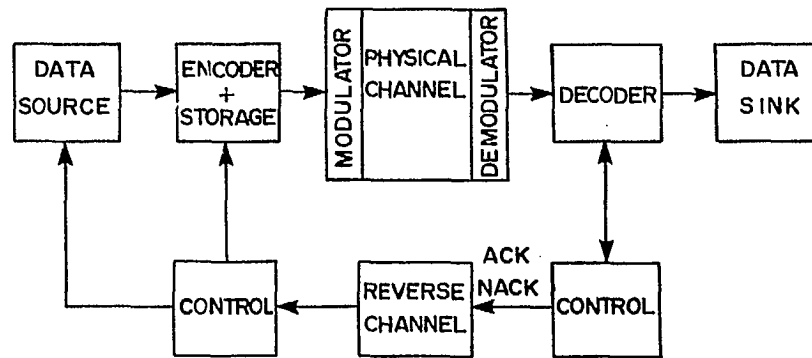 DATA
SOURCE
ENCODER
+
STORAGE
MODULATOR
PHYSICAL
CHANNEL
DEMODULATOR
DECODER
DATA
SINK
CONTROL
REVERSE
CHANNEL
ACK
NACK
CONTROL